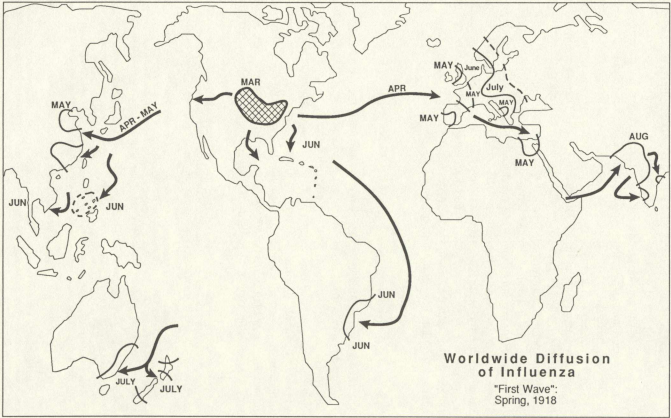 MAR
APR
APR - MAY
MAY
JUN
JUN
JUN
JUN
JUN
JULY
JULY
MAY
June
July
MAY
MAY
MAY
MAY
AUG
Worldwide Diffusion
of Influenza
"First Wave":
Spring, 1918